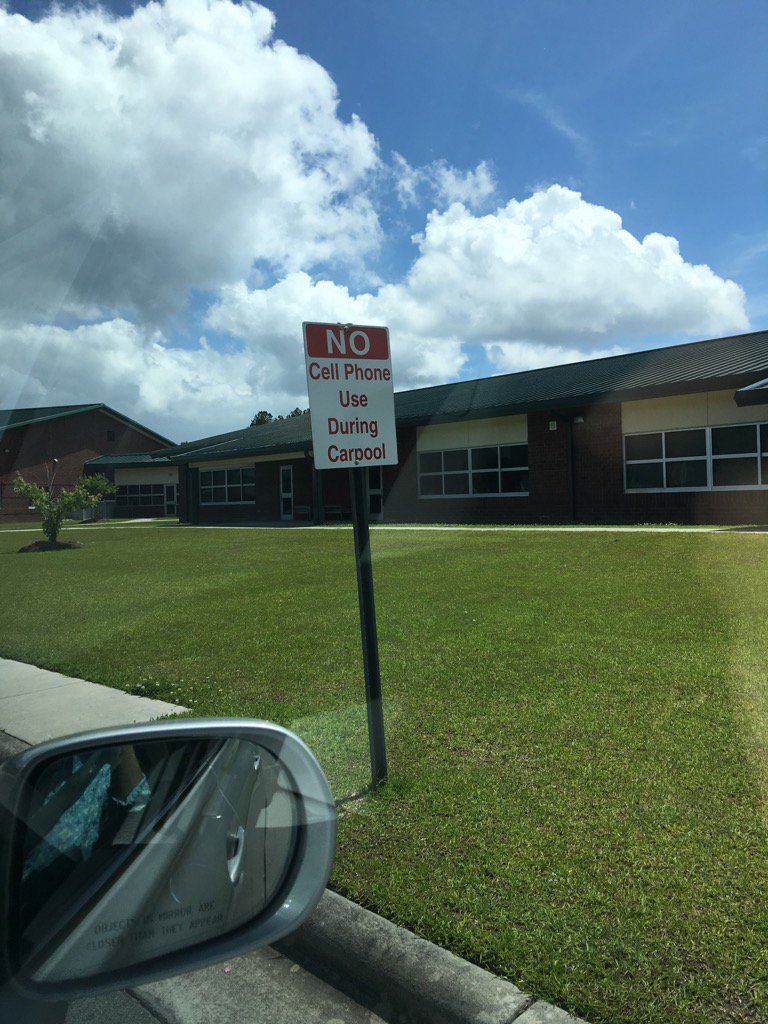 NO
Cell Phone
Use
During
Carpool
OBJECTS IN MIRROR ARE
CLOSER THAN THEY APPEAR